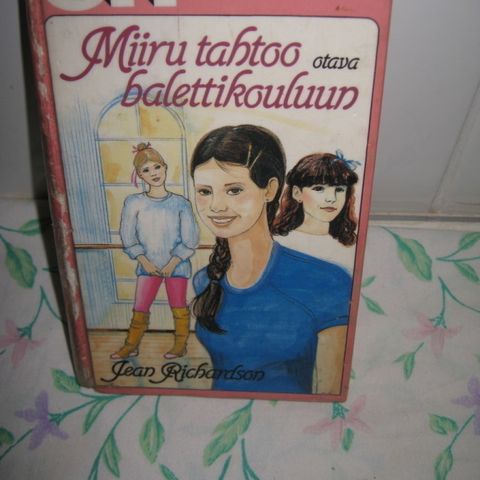 Miiru tahtoo otava
balettikouluun
Jean Richardson